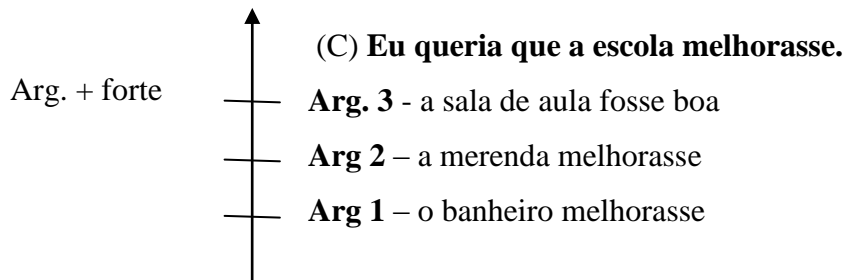 (C) Eu queria que a escola melhorasse.
Arg. + forte
Arg. 3 - a sala de aula fosse boa
Arg 2 – a merenda melhorasse
Arg 1 – o banheiro melhorasse